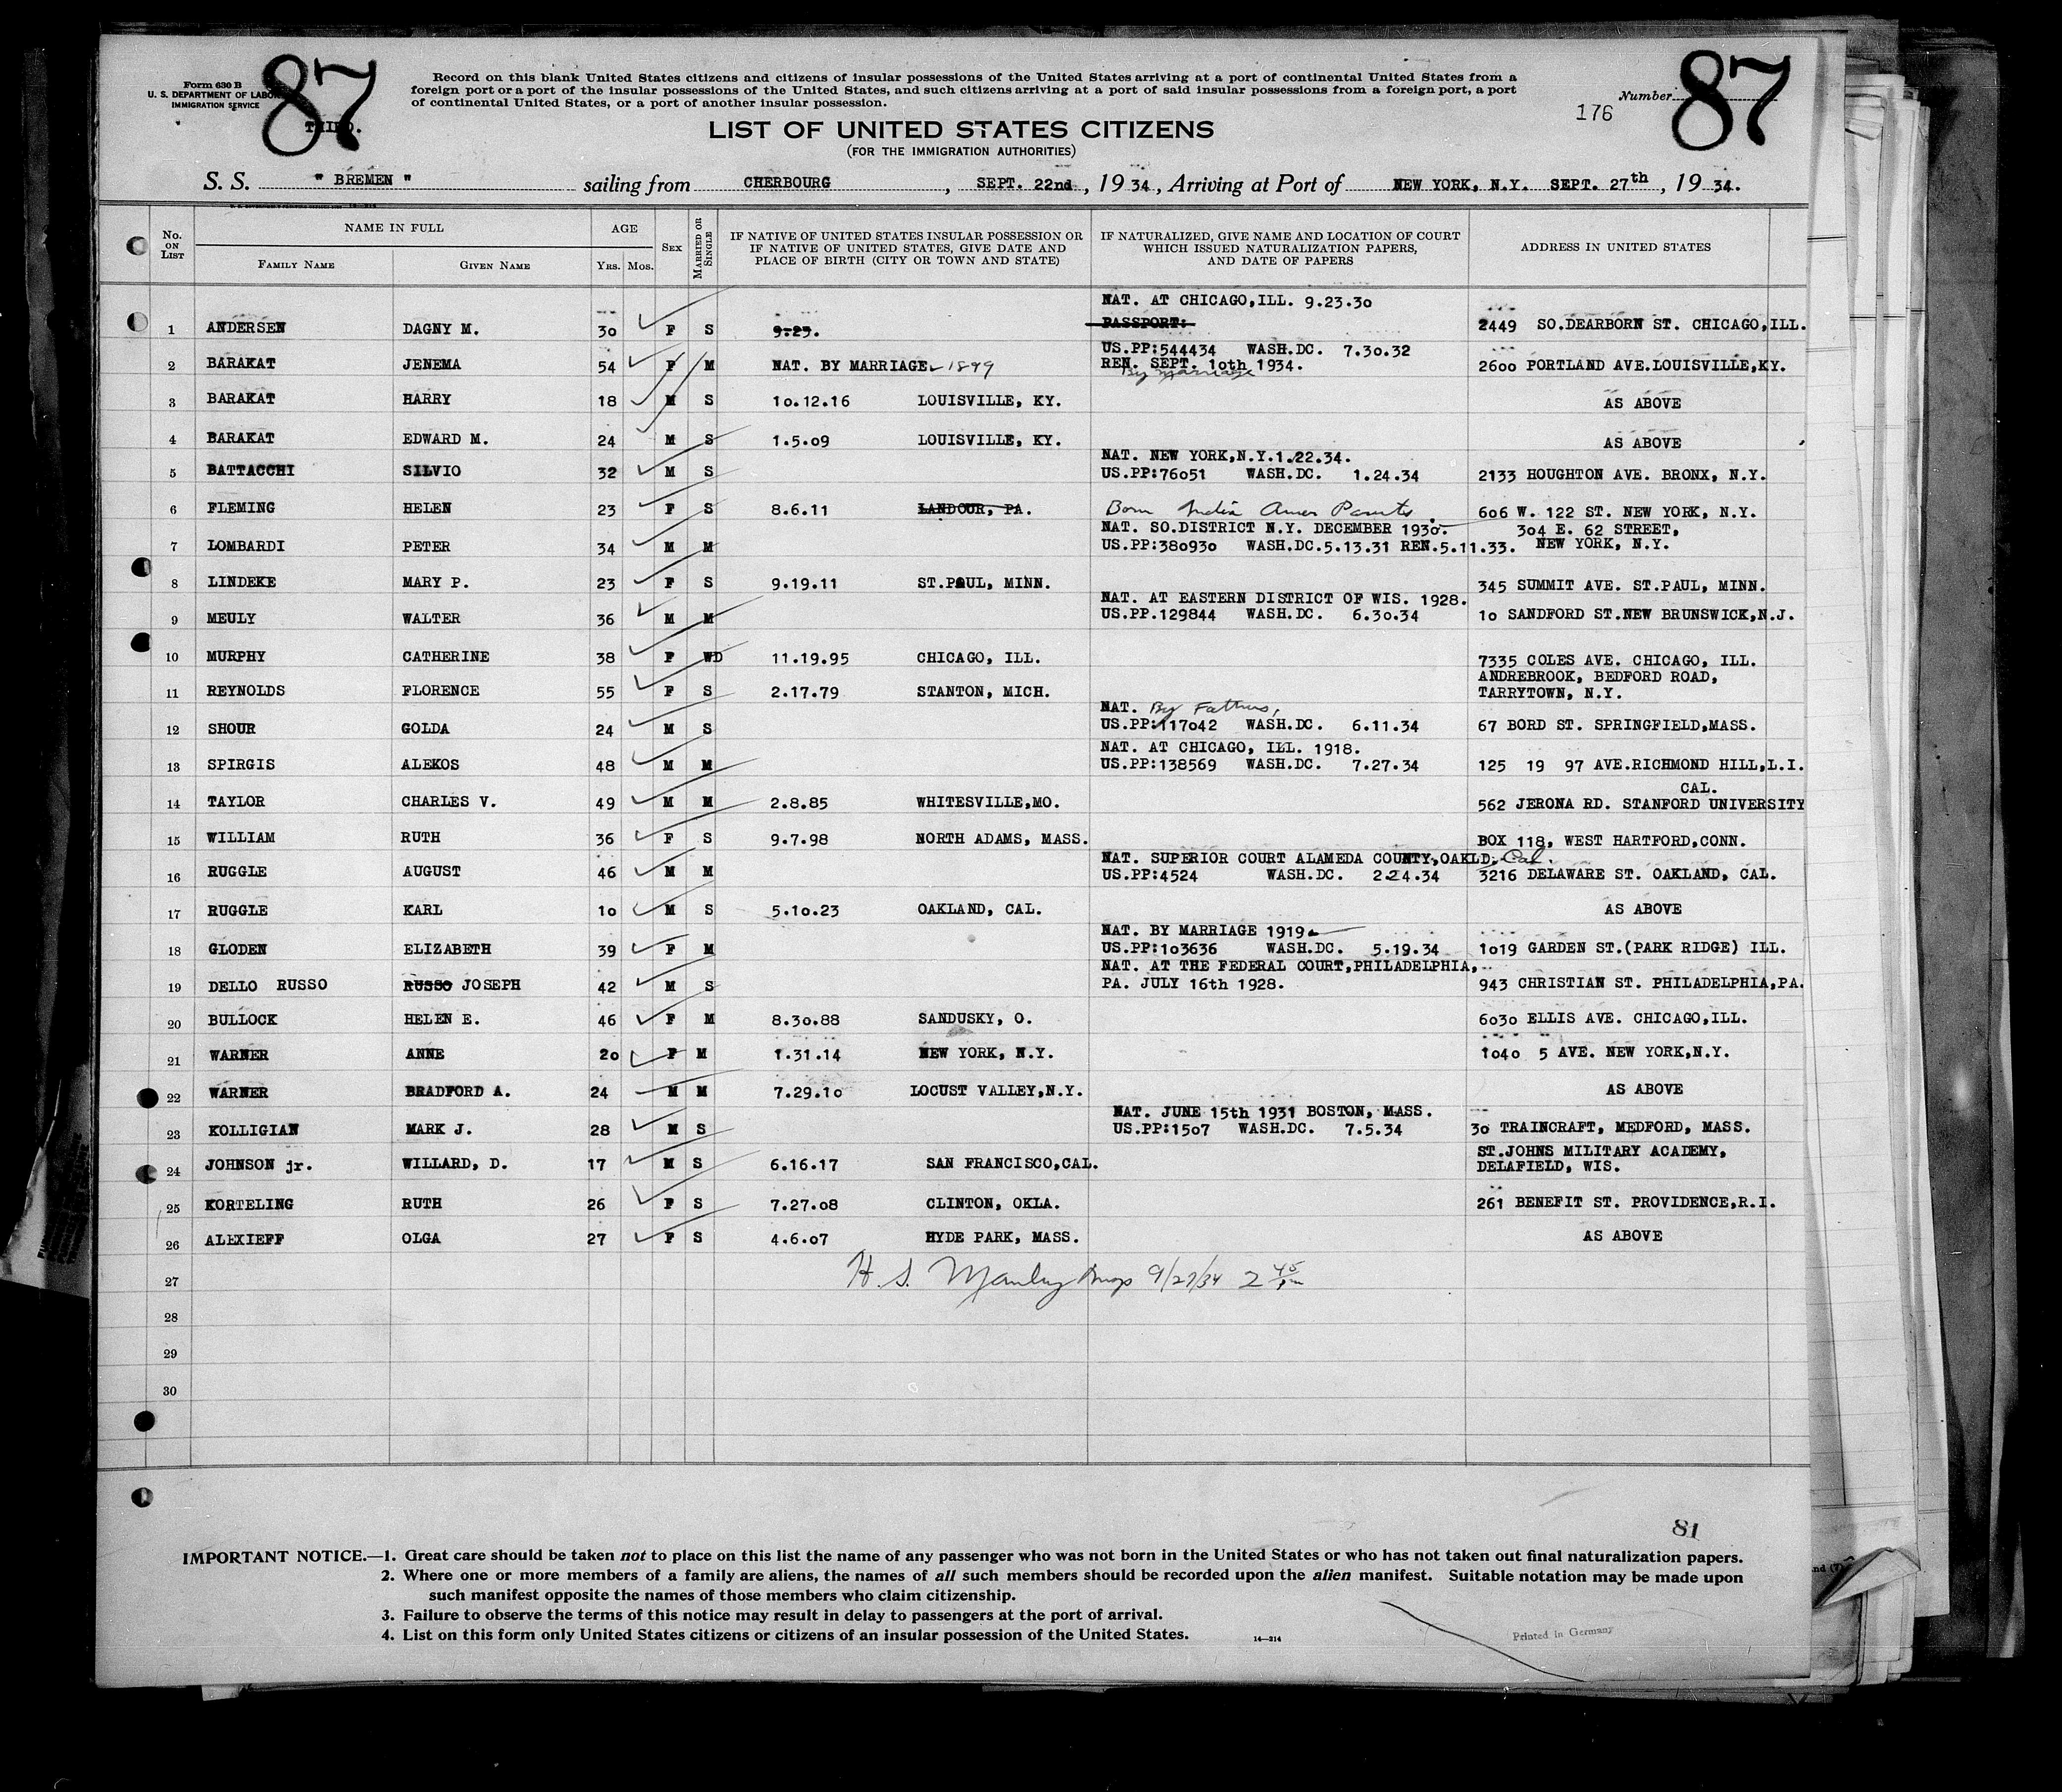 87
87
Form 630 B
U. S. DEPARTMENT OF LABOR
IMMIGRATION SERVICE
THIRD.
Record on this blank United States citizens and citizens of insular possessions of the United States arriving at a port of continental United States from a
foreign port or a port of the insular possessions of the United States, and such citizens arriving at a port of said insular possessions from a foreign port, a port
of continental United States, or a port of another insular possession.
Number
176
LIST OF UNITED STATES CITIZENS
(FOR THE IMMIGRATION AUTHORITIES)
S. S. " BREMEN " sailing from CHERBOURG, SEPT. 22nd, 1934, Arriving at Port of NEW YORK, N.Y. SEPT. 27th, 1934.
No. ON LIST
NAME IN FULL
FAMILY NAME
GIVEN NAME
AGE
YRS. MOS.
SEX
MARRIED OR SINGLE
IF NATIVE OF UNITED STATES INSULAR POSSESSION OR
IF NATIVE OF UNITED STATES, GIVE DATE AND
PLACE OF BIRTH (CITY OR TOWN AND STATE)
IF NATURALIZED, GIVE NAME AND LOCATION OF COURT
WHICH ISSUED NATURALIZATION PAPERS,
AND DATE OF PAPERS
ADDRESS IN UNITED STATES
NAT. AT CHICAGO,ILL. 9.23.30
1 ANDERSEN DAGNY M. 30 F S 9.23. PASSPORT: 2449 SO.DEARBORN ST. CHICAGO,ILL.
US.PP:544434 WASH.DC. 7.30.32
2 BARAKAT JENEMA 54 F M NAT. BY MARRIAGE 1899 REN. SEPT. 10th 1934. 2600 PORTLAND AVE.LOUISVILLE,KY.
By Marriage
3 BARAKAT HARRY 18 M S 10.12.16 LOUISVILLE, KY. AS ABOVE
4 BARAKAT EDWARD M. 24 M S 1.5.09 LOUISVILLE, KY. AS ABOVE
NAT. NEW YORK,N.Y.1.22.34.
5 BATTACCHI SILVIO 32 M S US.PP:76051 WASH.DC. 1.24.34 2133 HOUGHTON AVE. BRONX, N.Y.
6 FLEMING HELEN 23 F S 8.6.11 LANDOUR, PA. Born India Amer Parents. 606 W. 122 ST. NEW YORK, N.Y.
NAT. SO.DISTRICT N.Y. DECEMBER 1930. 304 E. 62 STREET,
7 LOMBARDI PETER 34 M M US.PP:380930 WASH.DC.5.13.31 REN.5.11.33. NEW YORK, N.Y.
8 LINDEKE MARY P. 23 F S 9.19.11 ST.PAUL, MINN. 345 SUMMIT AVE. ST.PAUL, MINN.
NAT. AT EASTERN DISTRICT OF WIS. 1928.
9 MEULY WALTER 36 M M US.PP.129844 WASH.DC. 6.30.34 10 SANDFORD ST.NEW BRUNSWICK,N.J.
10 MURPHY CATHERINE 38 F WD 11.19.95 CHICAGO, ILL. 7335 COLES AVE. CHICAGO, ILL.
ANDREBROOK, BEDFORD ROAD,
11 REYNOLDS FLORENCE 55 F S 2.17.79 STANTON, MICH. TARRYTOWN, N.Y.
NAT. By Fathers,
12 SHOUR GOLDA 24 M S US.PP:117042 WASH.DC. 6.11.34 67 BORD ST. SPRINGFIELD,MASS.
NAT. AT CHICAGO, ILL. 1918.
13 SPIRGIS ALEKOS 48 M M US.PP:138569 WASH.DC. 7.27.34 125 19 97 AVE.RICHMOND HILL,L.I.
CAL.
14 TAYLOR CHARLES V. 49 M M 2.8.85 WHITESVILLE,MO. 562 JERONA RD. STANFORD UNIVERSITY
15 WILLIAM RUTH 36 F S 9.7.98 NORTH ADAMS, MASS. BOX 118, WEST HARTFORD,CONN.
NAT. SUPERIOR COURT ALAMEDA COUNTY,OAKLD. Cal.
16 RUGGLE AUGUST 46 M M US.PP:4524 WASH.DC. 2.24.34 3216 DELAWARE ST. OAKLAND, CAL.
17 RUGGLE KARL 10 M S 5.10.23 OAKLAND, CAL. AS ABOVE
NAT. BY MARRIAGE 1919
18 GLODEN ELIZABETH 39 F M US.PP:103636 WASH.DC. 5.19.34 1019 GARDEN ST.(PARK RIDGE) ILL.
NAT. AT THE FEDERAL COURT,PHILADELPHIA,
19 DELLO RUSSO RUSSO JOSEPH 42 M S PA. JULY 16th 1928. 943 CHRISTIAN ST. PHILADELPHIA,PA.
20 BULLOCK HELEN E. 46 F M 8.30.88 SANDUSKY, O. 6030 ELLIS AVE. CHICAGO,ILL.
21 WARNER ANNE 20 F M 1.31.14 NEW YORK, N.Y. 1040 5 AVE. NEW YORK,N.Y.
22 WARNER BRADFORD A. 24 M M 7.29.10 LOCUST VALLEY,N.Y. AS ABOVE
NAT. JUNE 15th 1931 BOSTON, MASS.
23 KOLLIGIAN MARK J. 28 M S US.PP:1507 WASH.DC. 7.5.34 30 TRAINCRAFT, MEDFORD, MASS.
ST.JOHNS MILITARY ACADEMY,
24 JOHNSON jr. WILLARD, D. 17 M S 6.16.17 SAN FRANCISCO,CAL. DELAFIELD, WIS.
25 KORTELING RUTH 26 F S 7.27.08 CLINTON, OKLA. 261 BENEFIT ST. PROVIDENCE,R.I.
26 ALEXIEFF OLGA 27 F S 4.6.07 HYDE PARK, MASS. AS ABOVE
27 H. S. Manley 9/27/34 2 45 pm
28
29
30
81
IMPORTANT NOTICE.—1. Great care should be taken not to place on this list the name of any passenger who was not born in the United States or who has not taken out final naturalization papers.
2. Where one or more members of a family are aliens, the names of all such members should be recorded upon the alien manifest. Suitable notation may be made upon
such manifest opposite the names of those members who claim citizenship.
3. Failure to observe the terms of this notice may result in delay to passengers at the port of arrival.
4. List on this form only United States citizens or citizens of an insular possession of the United States.
14—214
Printed in Germany